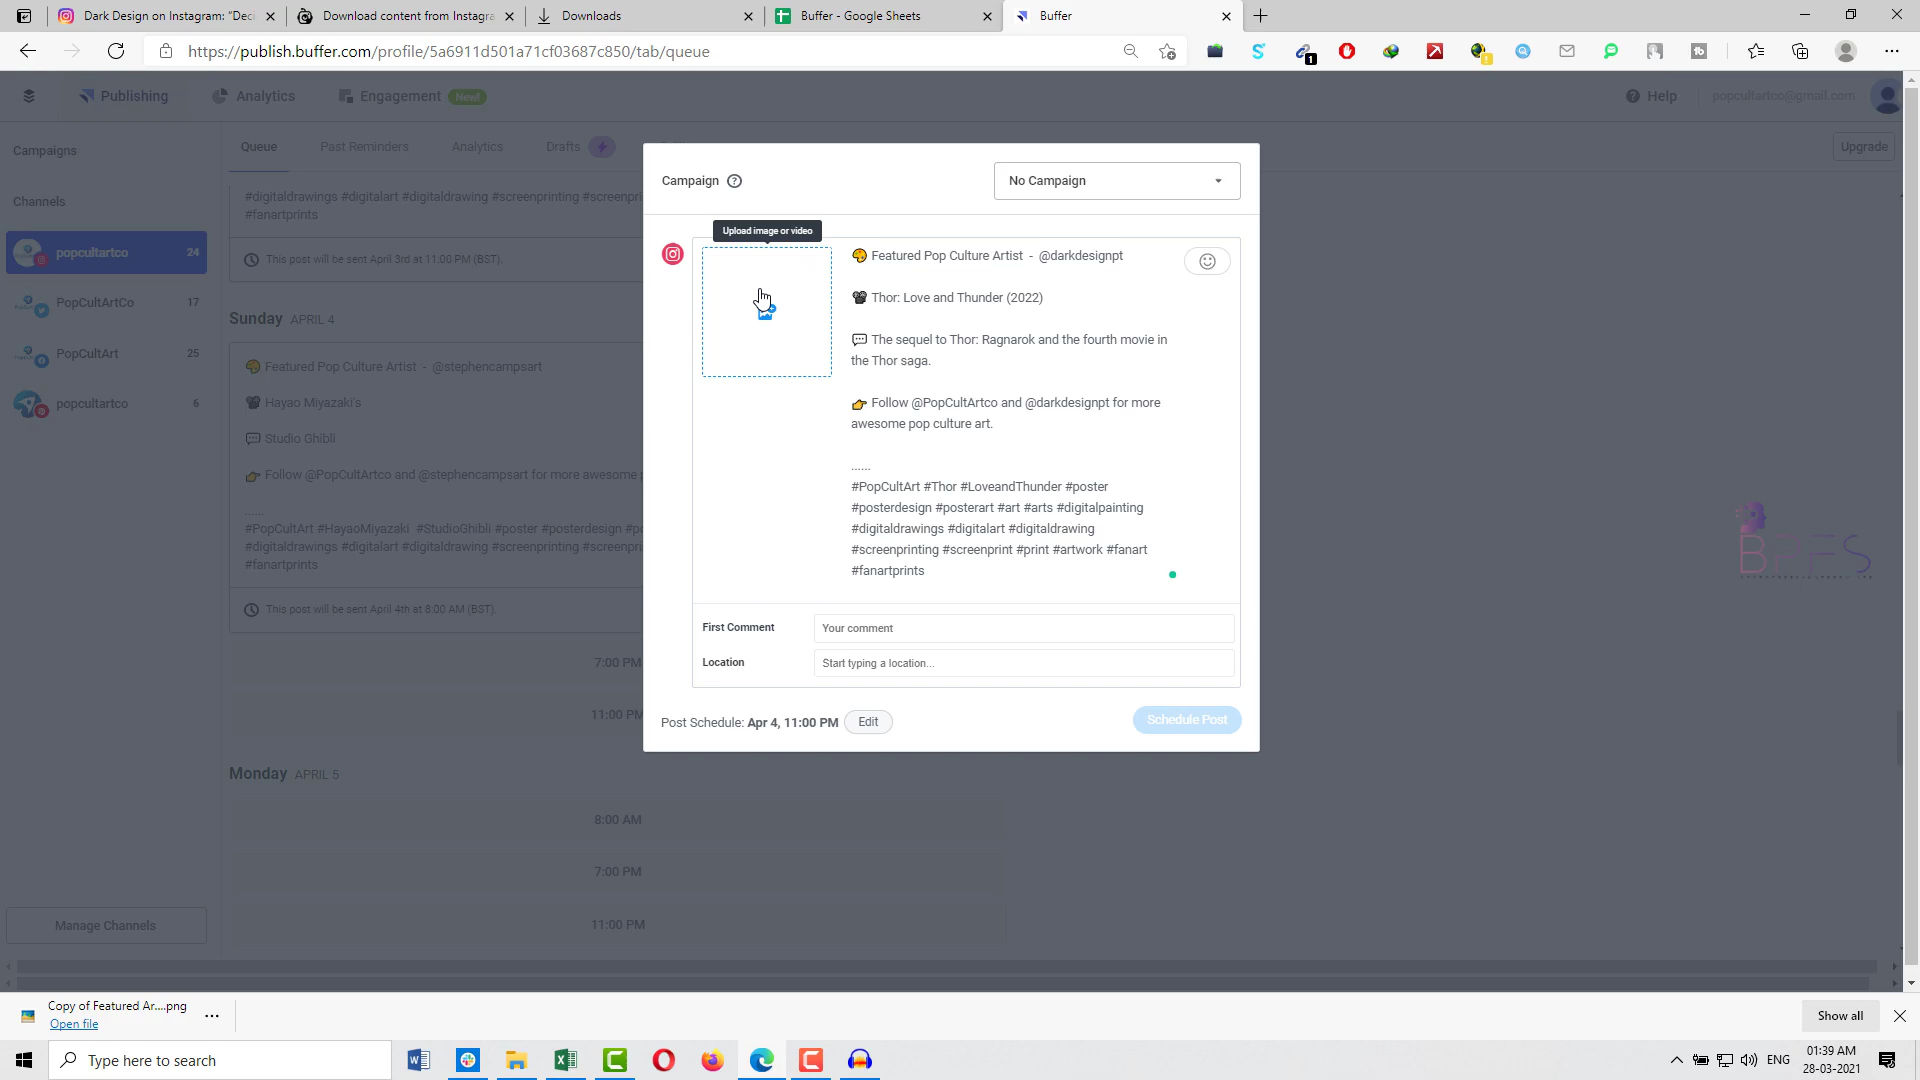 Dark Design on Instagram: "Deci
Download content from Instagra
Downloads
Buffer - Google Sheets
Buffer
https://publish.buffer.com/profile/5a6911d501a71cf03687c850/tab/queue
Publishing
Analytics
Engagement
New!
Help
popcultartco@gmail.com
Campaigns
Queue
Past Reminders
Analytics
Drafts
Upgrade
Channels
popcultartco 24
PopCultArtCo 17
PopCultArt 25
popcultartco 6
Manage Channels
#digitaldrawings #digitalart #digitaldrawing #screenprinting #screenpri
#fanartprints
This post will be sent April 3rd at 11:00 PM (BST).
Sunday APRIL 4
Featured Pop Culture Artist - @stephencampsart
Hayao Miyazaki's
Studio Ghibli
Follow @PopCultArtco and @stephencampsart for more awesome p
......
#PopCultArt #HayaoMiyazaki #StudioGhibli #poster #posterdesign #po
#digitaldrawings #digitalart #digitaldrawing #screenprinting #screenpri
#fanartprints
This post will be sent April 4th at 8:00 AM (BST).
7:00 PM
11:00 PM
Monday APRIL 5
8:00 AM
7:00 PM
11:00 PM
Campaign
No Campaign
Upload image or video
🎨 Featured Pop Culture Artist - @darkdesignpt
🎥 Thor: Love and Thunder (2022)
💬 The sequel to Thor: Ragnarok and the fourth movie in
the Thor saga.
👉 Follow @PopCultArtco and @darkdesignpt for more
awesome pop culture art.
......
#PopCultArt #Thor #LoveandThunder #poster
#posterdesign #posterart #art #arts #digitalpainting
#digitaldrawings #digitalart #digitaldrawing
#screenprinting #screenprint #print #artwork #fanart
#fanartprints
First Comment
Your comment
Location
Start typing a location...
Post Schedule: Apr 4, 11:00 PM
Edit
Schedule Post
BPFS
Copy of Featured Ar....png
Open file
Show all
Type here to search
ENG
01:39 AM
28-03-2021